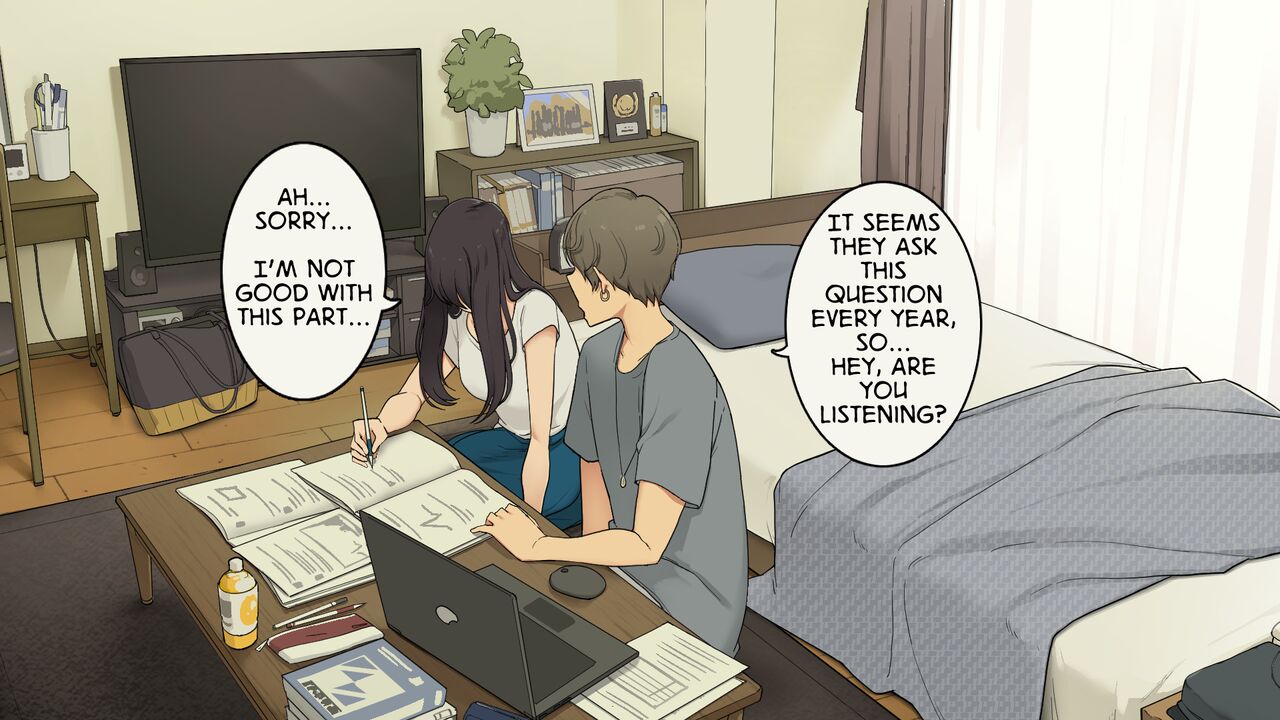 AH...
SORRY...
I'M NOT
GOOD WITH
THIS PART...
IT SEEMS
THEY ASK
THIS
QUESTION
EVERY YEAR,
SO...
HEY, ARE
YOU
LISTENING?